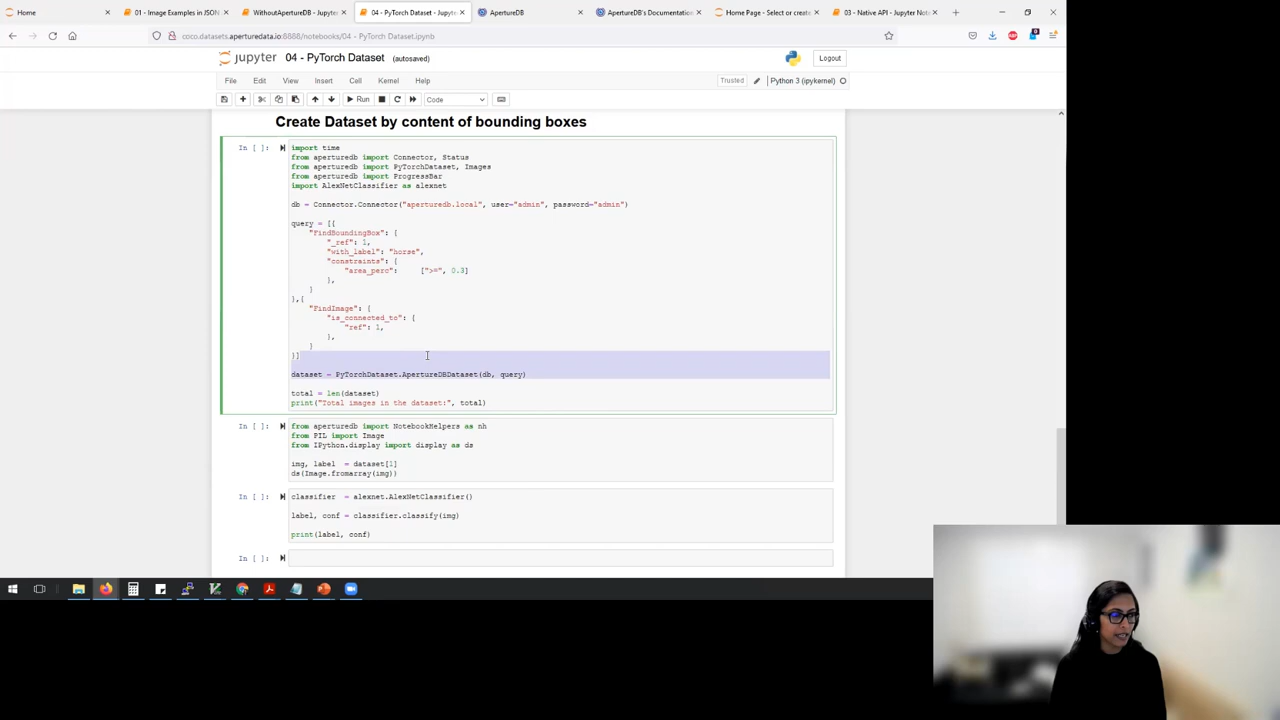 Home
01 - Image Examples in JSON
WithoutApertureDB - Jupyter
04 - PyTorch Dataset - Jupyter
ApertureDB
ApertureDB's Documentation
Home Page - Select or create
03 - Native API - Jupyter Note
coco.datasets.aperturedata.io:8888/notebooks/04 - PyTorch Dataset.ipynb
jupyter 04 - PyTorch Dataset (autosaved)
Logout
File Edit View Insert Cell Kernel Help
Trusted Python 3 (ipykernel)
Run Code
Create Dataset by content of bounding boxes
In [ ]:
import time
from aperturedb import Connector, Status
from aperturedb import PyTorchDataset, Images
from aperturedb import ProgressBar
import AlexNetClassifier as alexnet
db = Connector.Connector("aperturedb.local", user="admin", password="admin")
query = [{
"FindBoundingBox": {
"_ref": 1,
"with_label": "horse",
"constraints": {
"area_perc": [">=", 0.3]
},
}
},{
"FindImage": {
"is_connected_to": {
"ref": 1,
},
}
}]
dataset = PyTorchDataset.ApertureDBDataset(db, query)
total = len(dataset)
print("Total images in the dataset:", total)
In [ ]:
from aperturedb import NotebookHelpers as nh
from PIL import Image
from IPython.display import display as ds
img, label = dataset[1]
ds(Image.fromarray(img))
In [ ]:
classifier = alexnet.AlexNetClassifier()
label, conf = classifier.classify(img)
print(label, conf)
In [ ]: